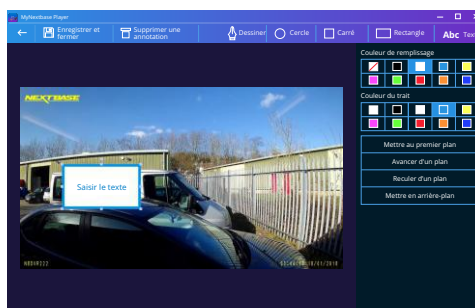 MyNextbase Player
Enregistrer et
fermer
Supprimer une
annotation
Dessiner
Cercle
Carré
Rectangle
Abc
Couleur de remplissage
Couleur du trait
Mettre au premier plan
Avancer d'un plan
Reculer d'un plan
Mettre en arrière-plan
NEXTBASE
Saisir le texte